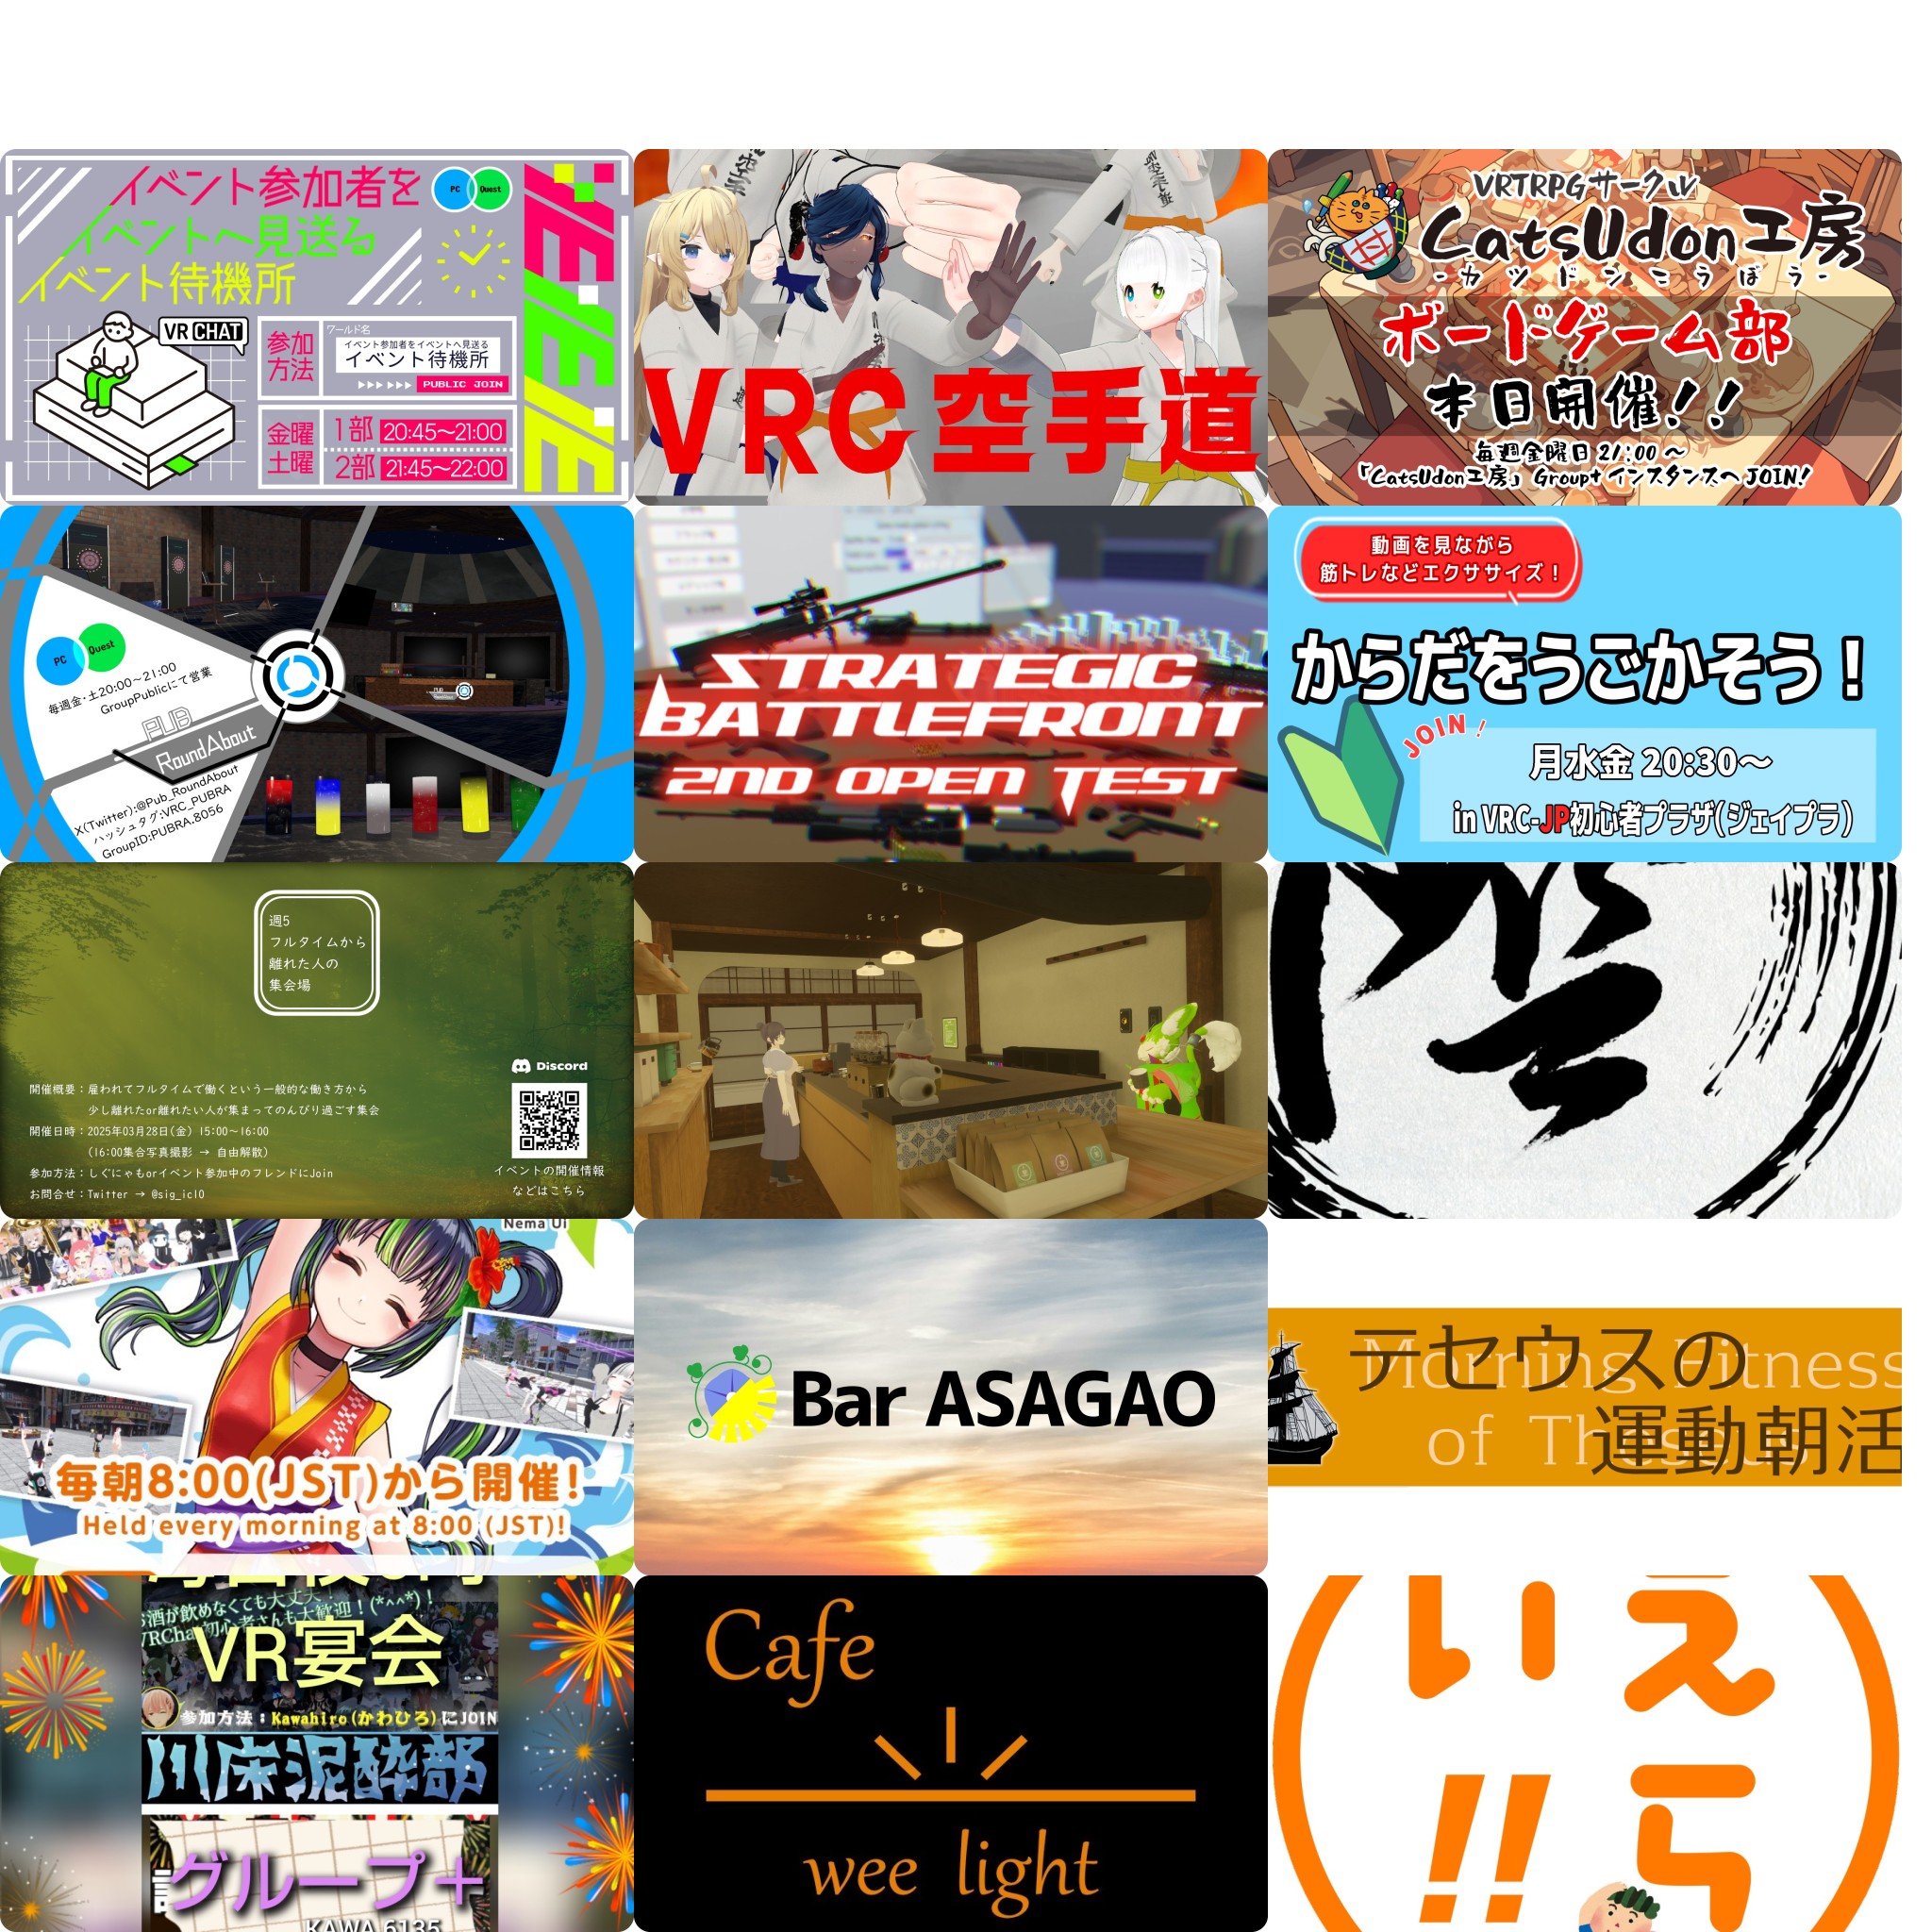 イベント参加者を
イベントへ見送る
イベント待機所
PC
Quest
VRCHAT
参加
方法
ワールド名
イベント参加者をイベントへ見送る
イベント待機所
PUBLIC JOIN
金曜
土曜
1部 20:45〜21:00
2部 21:45〜22:00
VRC空手道
VRTRPGサークル
CatsUdon工房
-カツドンこうぼう-
ボードゲーム部
本日開催!!
毎週金曜日 21:00 〜
「CatsUdon工房」Group+インスタンスへJOIN!
PC
Quest
毎週金・土20:00〜21:00
GroupPublicにて営業
PUB
RoundAbout
X(Twitter):@Pub_RoundAbout
ハッシュタグ:VRC_PUBRA
GroupID:PUBRA.8056
STRATEGIC
BATTLEFRONT
2ND OPEN TEST
動画を見ながら
筋トレなどエクササイズ!
からだをうごかそう!
JOIN!
月水金 20:30〜
in VRC-JP初心者プラザ(ジェイプラ)
週5
フルタイムから
離れた人の
集会場
Discord
開催概要:雇われてフルタイムで働くという一般的な働き方から
少し離れたor離れたい人が集まってのんびり過ごす集会
開催日時:2025年03月28日(金) 15:00〜16:00
(16:00集合写真撮影 → 自由解散)
参加方法:しぐにゃもorイベント参加中のフレンドにJoin
お問合せ:Twitter → @sig_ic10
イベントの開催情報
などはこちら
Nema Ui
毎朝8:00(JST)から開催!
Held every morning at 8:00 (JST)!
Bar ASAGAO
テセウスの
運動朝活
Morning Fitness
of
お酒が飲めなくても大丈夫!
VRChat初心者さんも大歓迎!(*^^*)!
VR宴会
参加方法:Kawahiro(かわひろ)にJOIN
川床泥酔部
グループ+
KAWA.6135
Cafe
wee light
えら
い!!